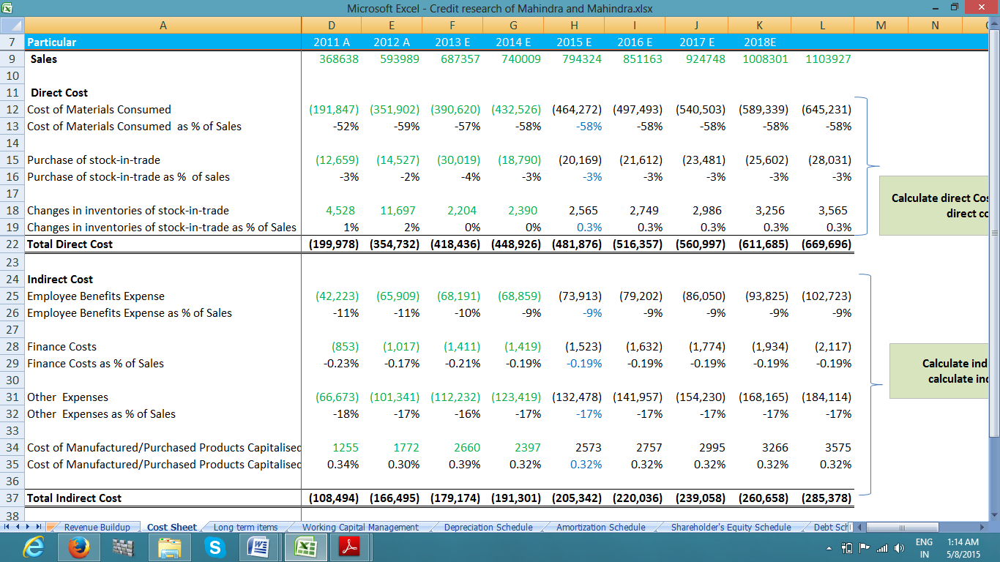 Microsoft Excel - Credit research of Mahindra and Mahindra.xlsx
A D E F G H I J K L M N
7 Particular 2011 A 2012 A 2013 E 2014 E 2015 E 2016 E 2017 E 2018E
9 Sales 368638 593989 687357 740009 794324 851163 924748 1008301 1103927
10
11 Direct Cost
12 Cost of Materials Consumed (191,847) (351,902) (390,620) (432,526) (464,272) (497,493) (540,503) (589,339) (645,231)
13 Cost of Materials Consumed as % of Sales -52% -59% -57% -58% -58% -58% -58% -58% -58%
14
15 Purchase of stock-in-trade (12,659) (14,527) (30,019) (18,790) (20,169) (21,612) (23,481) (25,602) (28,031)
16 Purchase of stock-in-trade as % of sales -3% -2% -4% -3% -3% -3% -3% -3% -3%
17
Calculate direct Cos
18 Changes in inventories of stock-in-trade 4,528 11,697 2,204 2,390 2,565 2,749 2,986 3,256 3,565
direct co
19 Changes in inventories of stock-in-trade as % of Sales 1% 2% 0% 0% 0.3% 0.3% 0.3% 0.3% 0.3%
22 Total Direct Cost (199,978) (354,732) (418,436) (448,926) (481,876) (516,357) (560,997) (611,685) (669,696)
23
24 Indirect Cost
25 Employee Benefits Expense (42,223) (65,909) (68,191) (68,859) (73,913) (79,202) (86,050) (93,825) (102,723)
26 Employee Benefits Expense as % of Sales -11% -11% -10% -9% -9% -9% -9% -9% -9%
27
28 Finance Costs (853) (1,017) (1,411) (1,419) (1,523) (1,632) (1,774) (1,934) (2,117)
29 Finance Costs as % of Sales -0.23% -0.17% -0.21% -0.19% -0.19% -0.19% -0.19% -0.19% -0.19%
Calculate ind
30
calculate inc
31 Other Expenses (66,673) (101,341) (112,232) (123,419) (132,478) (141,957) (154,230) (168,165) (184,114)
32 Other Expenses as % of Sales -18% -17% -16% -17% -17% -17% -17% -17% -17%
33
34 Cost of Manufactured/Purchased Products Capitalised 1255 1772 2660 2397 2573 2757 2995 3266 3575
35 Cost of Manufactured/Purchased Products Capitalised 0.34% 0.30% 0.39% 0.32% 0.32% 0.32% 0.32% 0.32% 0.32%
36
37 Total Indirect Cost (108,494) (166,495) (179,174) (191,301) (205,342) (220,036) (239,058) (260,658) (285,378)
38
Revenue Buildup Cost Sheet Long term items Working Capital Management Depreciation Schedule Amortization Schedule Shareholder's Equity Schedule Debt Sch
ENG 1:14 AM
IN 5/8/2015